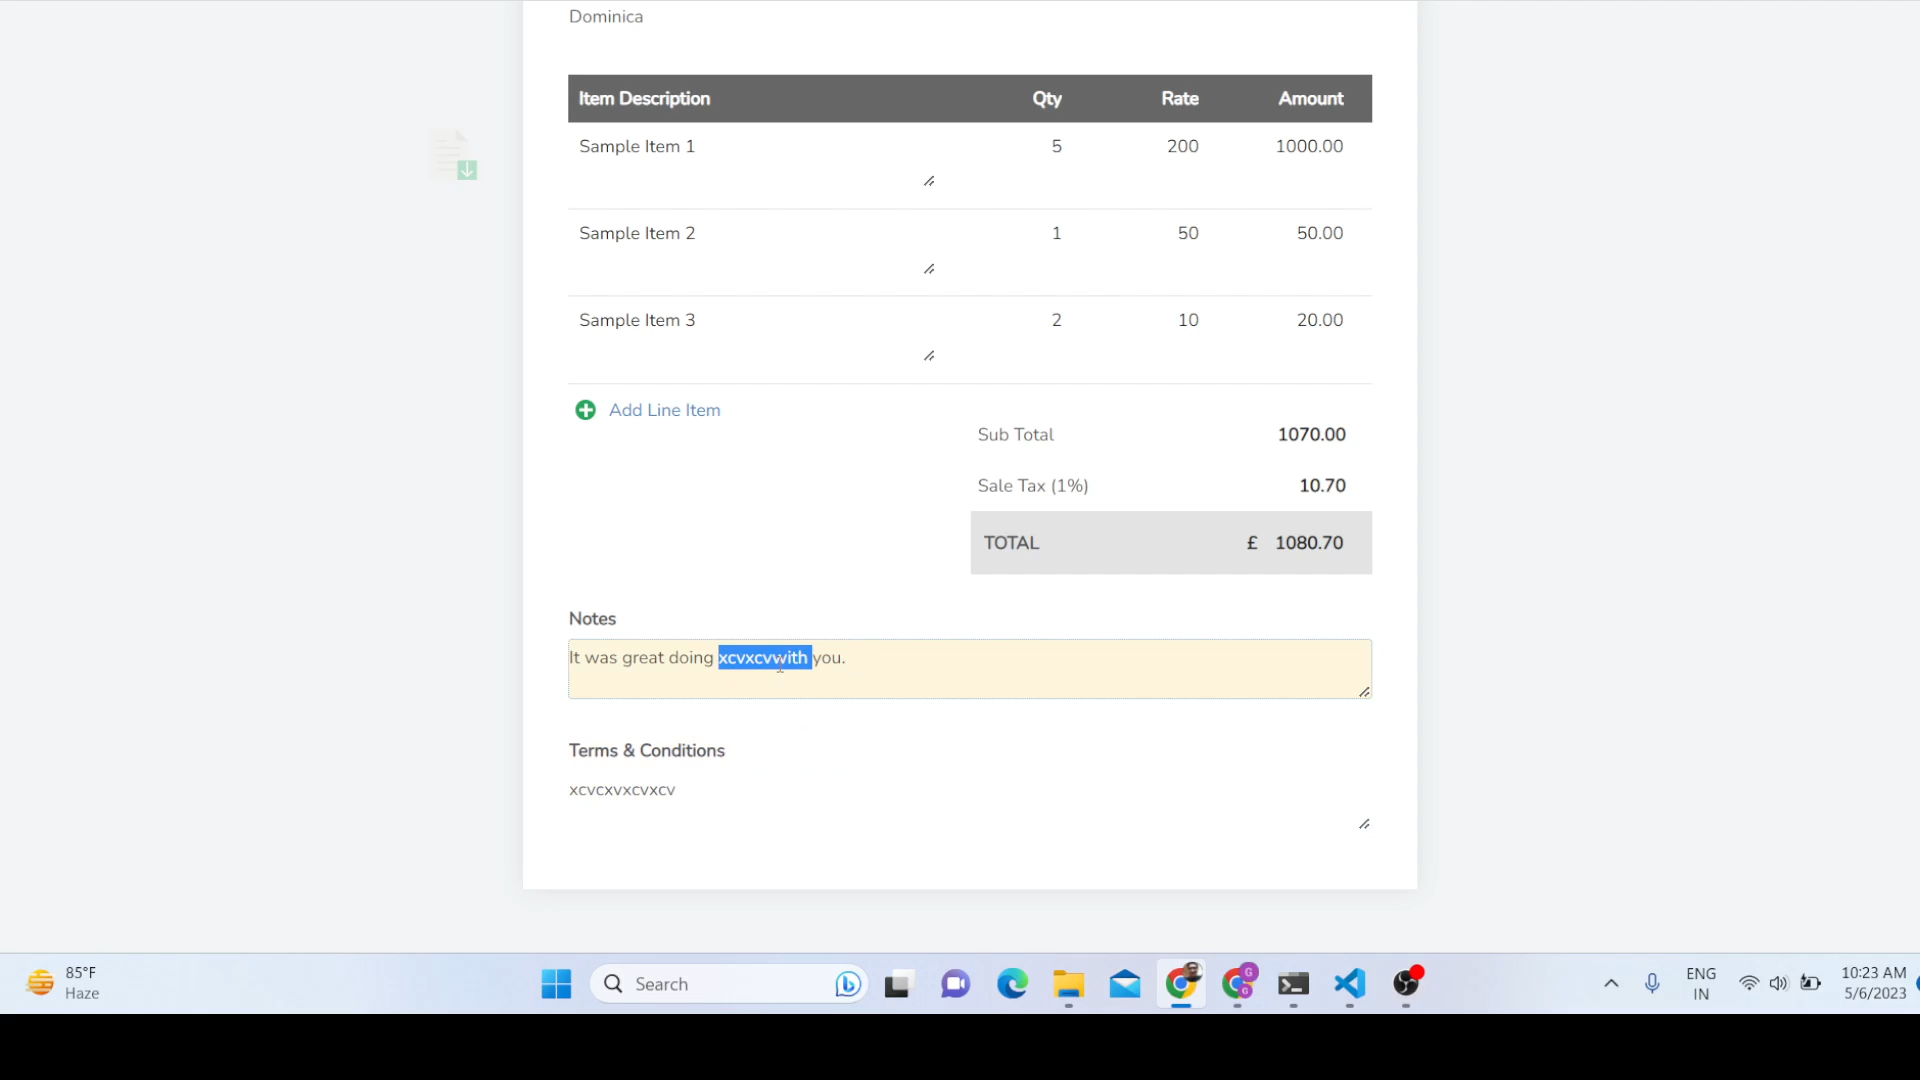 Dominica
Item Description Qty Rate Amount
Sample Item 1 5 200 1000.00
Sample Item 2 1 50 50.00
Sample Item 3 2 10 20.00
Add Line Item
Sub Total 1070.00
Sale Tax (1%) 10.70
TOTAL £ 1080.70
Notes
It was great doing xcvxcvwith you.
Terms & Conditions
xcvcxvxcvxcv
85°F
Haze
Search
ENG
IN
10:23 AM
5/6/2023